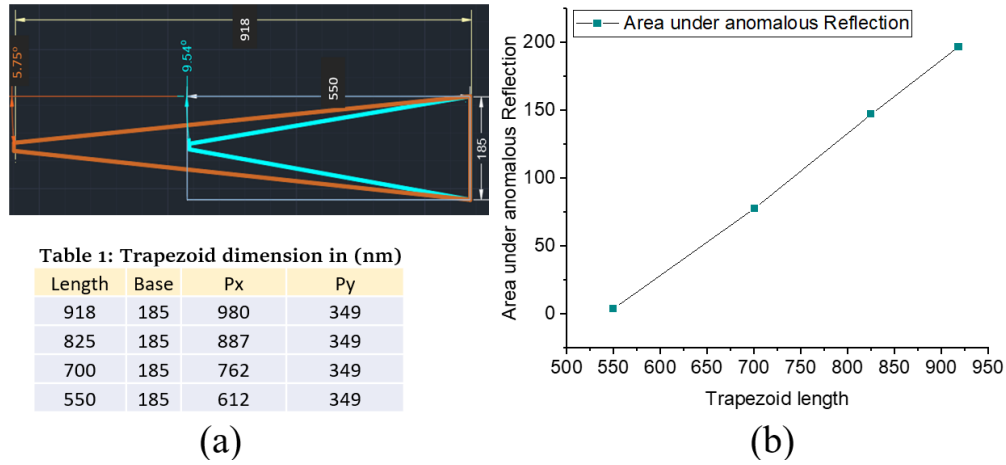 918
5.75°
9.54°
550
185
Table 1: Trapezoid dimension in (nm)
Length Base Px Py
918 185 980 349
825 185 887 349
700 185 762 349
550 185 612 349
(a)
Area under anomalous Reflection
Area under anomalous Reflection
200
150
100
50
0
500 550 600 650 700 750 800 850 900 950
Trapezoid length
(b)